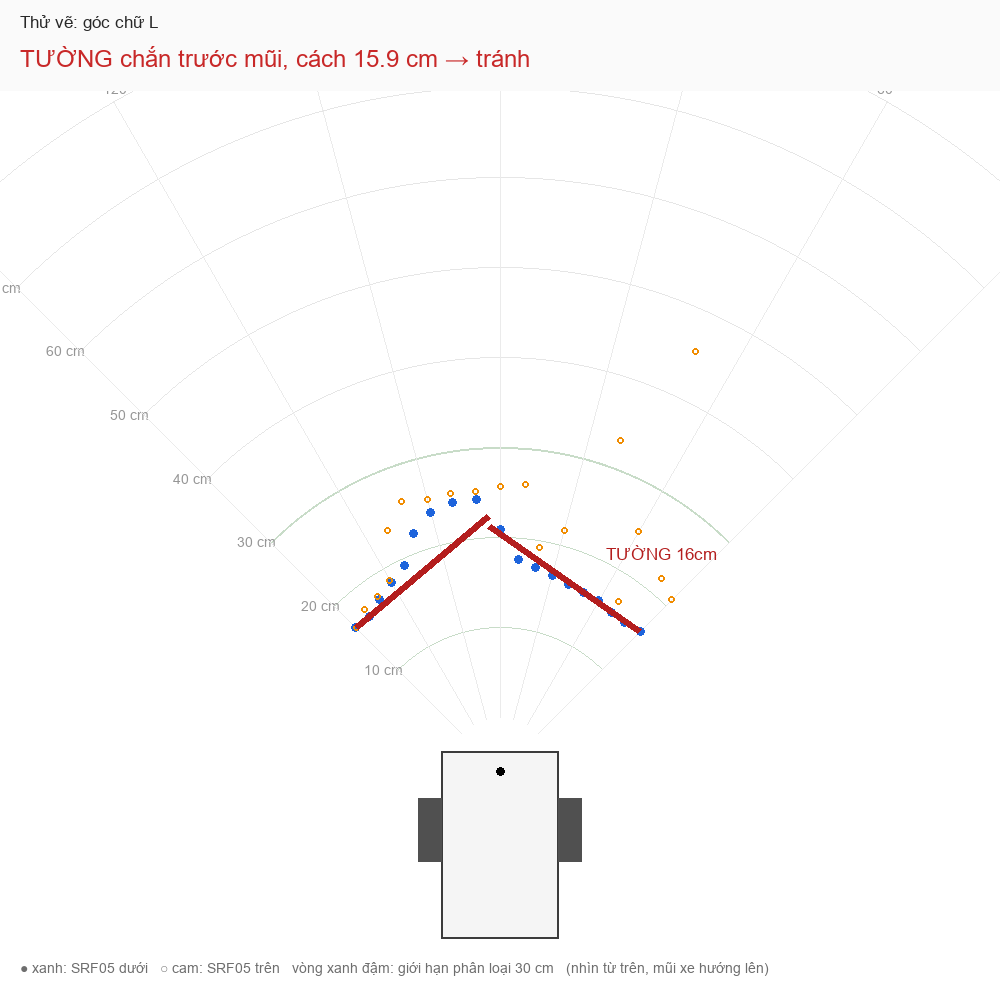 Thử vẽ: góc chữ L
TƯỜNG chắn trước mũi, cách 15.9 cm → tránh
cm
60 cm
50 cm
40 cm
30 cm
TƯỜNG 16cm
20 cm
10 cm
● xanh: SRF05 dưới ○ cam: SRF05 trên vòng xanh đậm: giới hạn phân loại 30 cm (nhìn từ trên, mũi xe hướng lên)